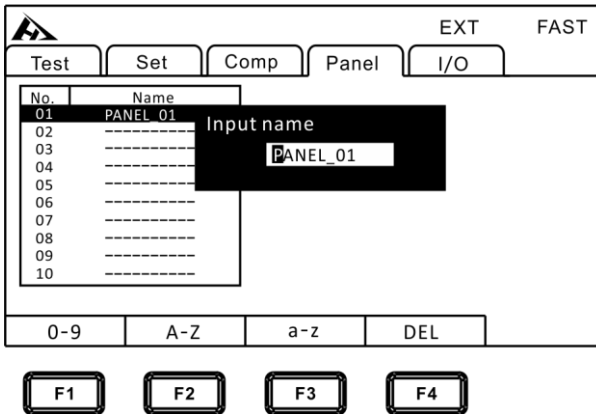 EXT FAST
Test Set Comp Panel I/O
No. Name
01 PANEL_01
02 ----------
03 ----------
04 ----------
05 ----------
06 ----------
07 ----------
08 ----------
09 ----------
10 ----------
Input name
PANEL_01
0-9 A-Z a-z DEL
F1 F2 F3 F4